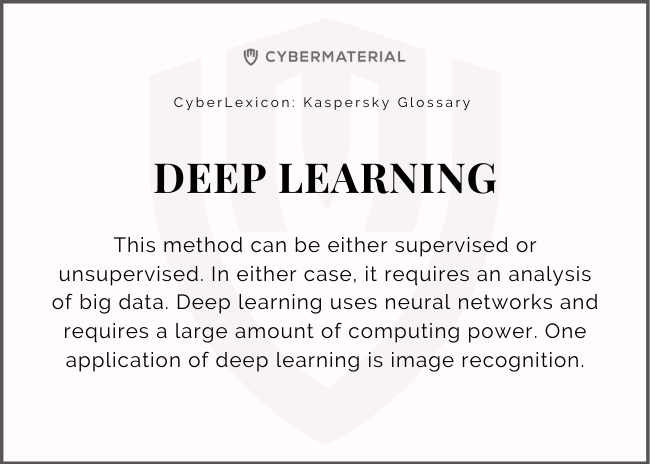 CYBERMATERIAL
CyberLexicon: Kaspersky Glossary
DEEP LEARNING
This method can be either supervised or
unsupervised. In either case, it requires an analysis
of big data. Deep learning uses neural networks and
requires a large amount of computing power. One
application of deep learning is image recognition.